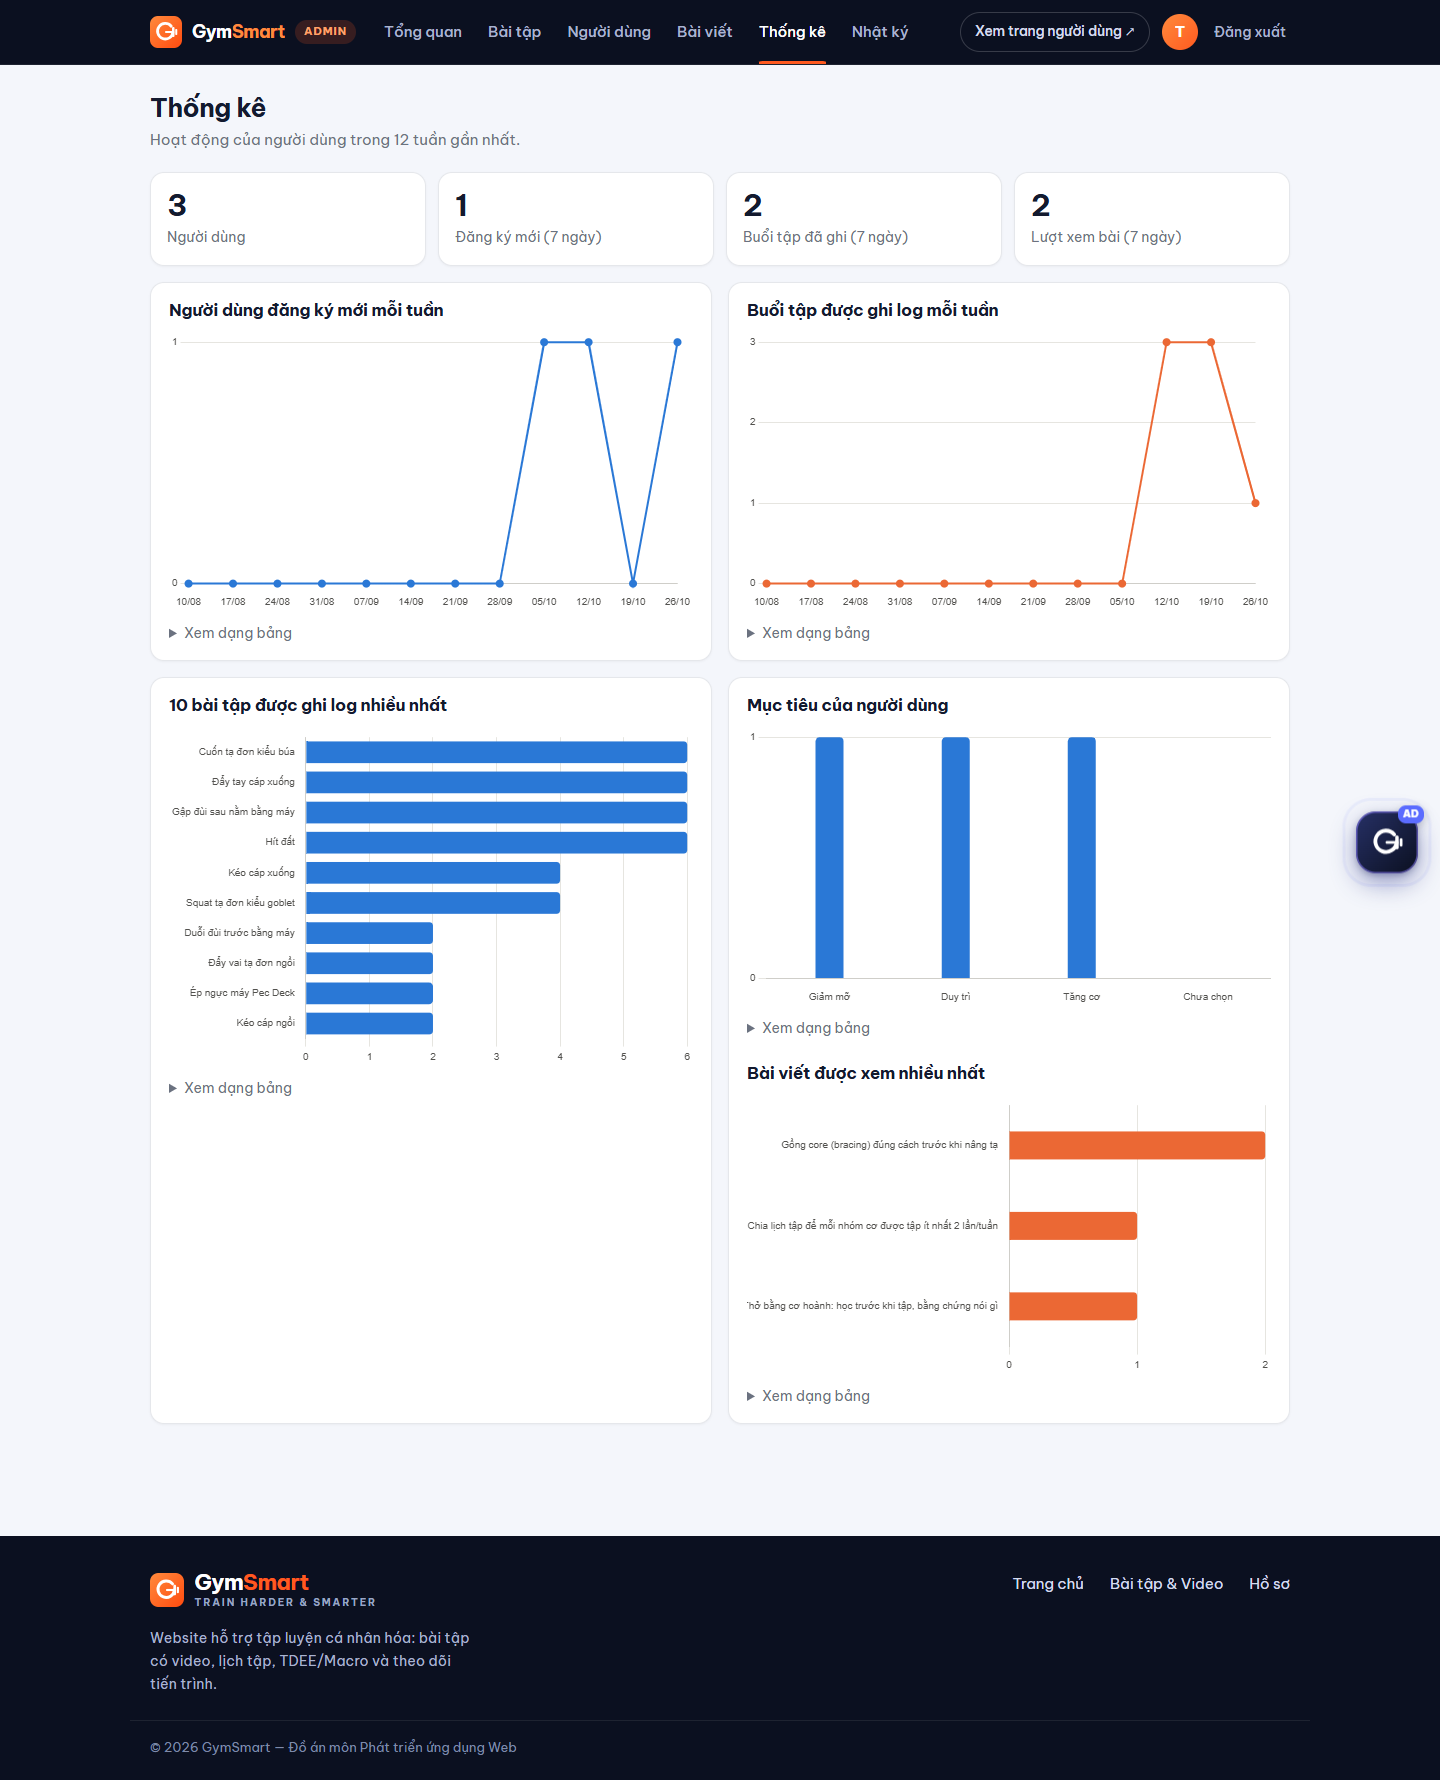 GymSmart ADMIN Tổng quan Bài tập Người dùng Bài viết Thống kê Nhật ký Xem trang người dùng ↗ T Đăng xuất
Thống kê
Hoạt động của người dùng trong 12 tuần gần nhất.
3
Người dùng
1
Đăng ký mới (7 ngày)
2
Buổi tập đã ghi (7 ngày)
2
Lượt xem bài (7 ngày)
Người dùng đăng ký mới mỗi tuần
1
0
10/08 17/08 24/08 31/08 07/09 14/09 21/09 28/09 05/10 12/10 19/10 26/10
▶ Xem dạng bảng
Buổi tập được ghi log mỗi tuần
3
2
1
0
10/08 17/08 24/08 31/08 07/09 14/09 21/09 28/09 05/10 12/10 19/10 26/10
▶ Xem dạng bảng
10 bài tập được ghi log nhiều nhất
Cuốn tạ đơn kiểu búa
Đẩy tay cáp xuống
Gập đùi sau nằm bằng máy
Hít đất
Kéo cáp xuống
Squat tạ đơn kiểu goblet
Duỗi đùi trước bằng máy
Đẩy vai tạ đơn ngồi
Ép ngực máy Pec Deck
Kéo cáp ngồi
0 1 2 3 4 5 6
▶ Xem dạng bảng
Mục tiêu của người dùng
1
0
Giảm mỡ Duy trì Tăng cơ Chưa chọn
▶ Xem dạng bảng
Bài viết được xem nhiều nhất
Gồng core (bracing) đúng cách trước khi nâng tạ
Chia lịch tập để mỗi nhóm cơ được tập ít nhất 2 lần/tuần
bằng cơ hoành: học trước khi tập, bằng chứng nói gì
0 1 2
▶ Xem dạng bảng
AD
GymSmart
TRAIN HARDER & SMARTER
Website hỗ trợ tập luyện cá nhân hóa: bài tập
có video, lịch tập, TDEE/Macro và theo dõi
tiến trình.
Trang chủ Bài tập & Video Hồ sơ
© 2026 GymSmart — Đồ án môn Phát triển ứng dụng Web